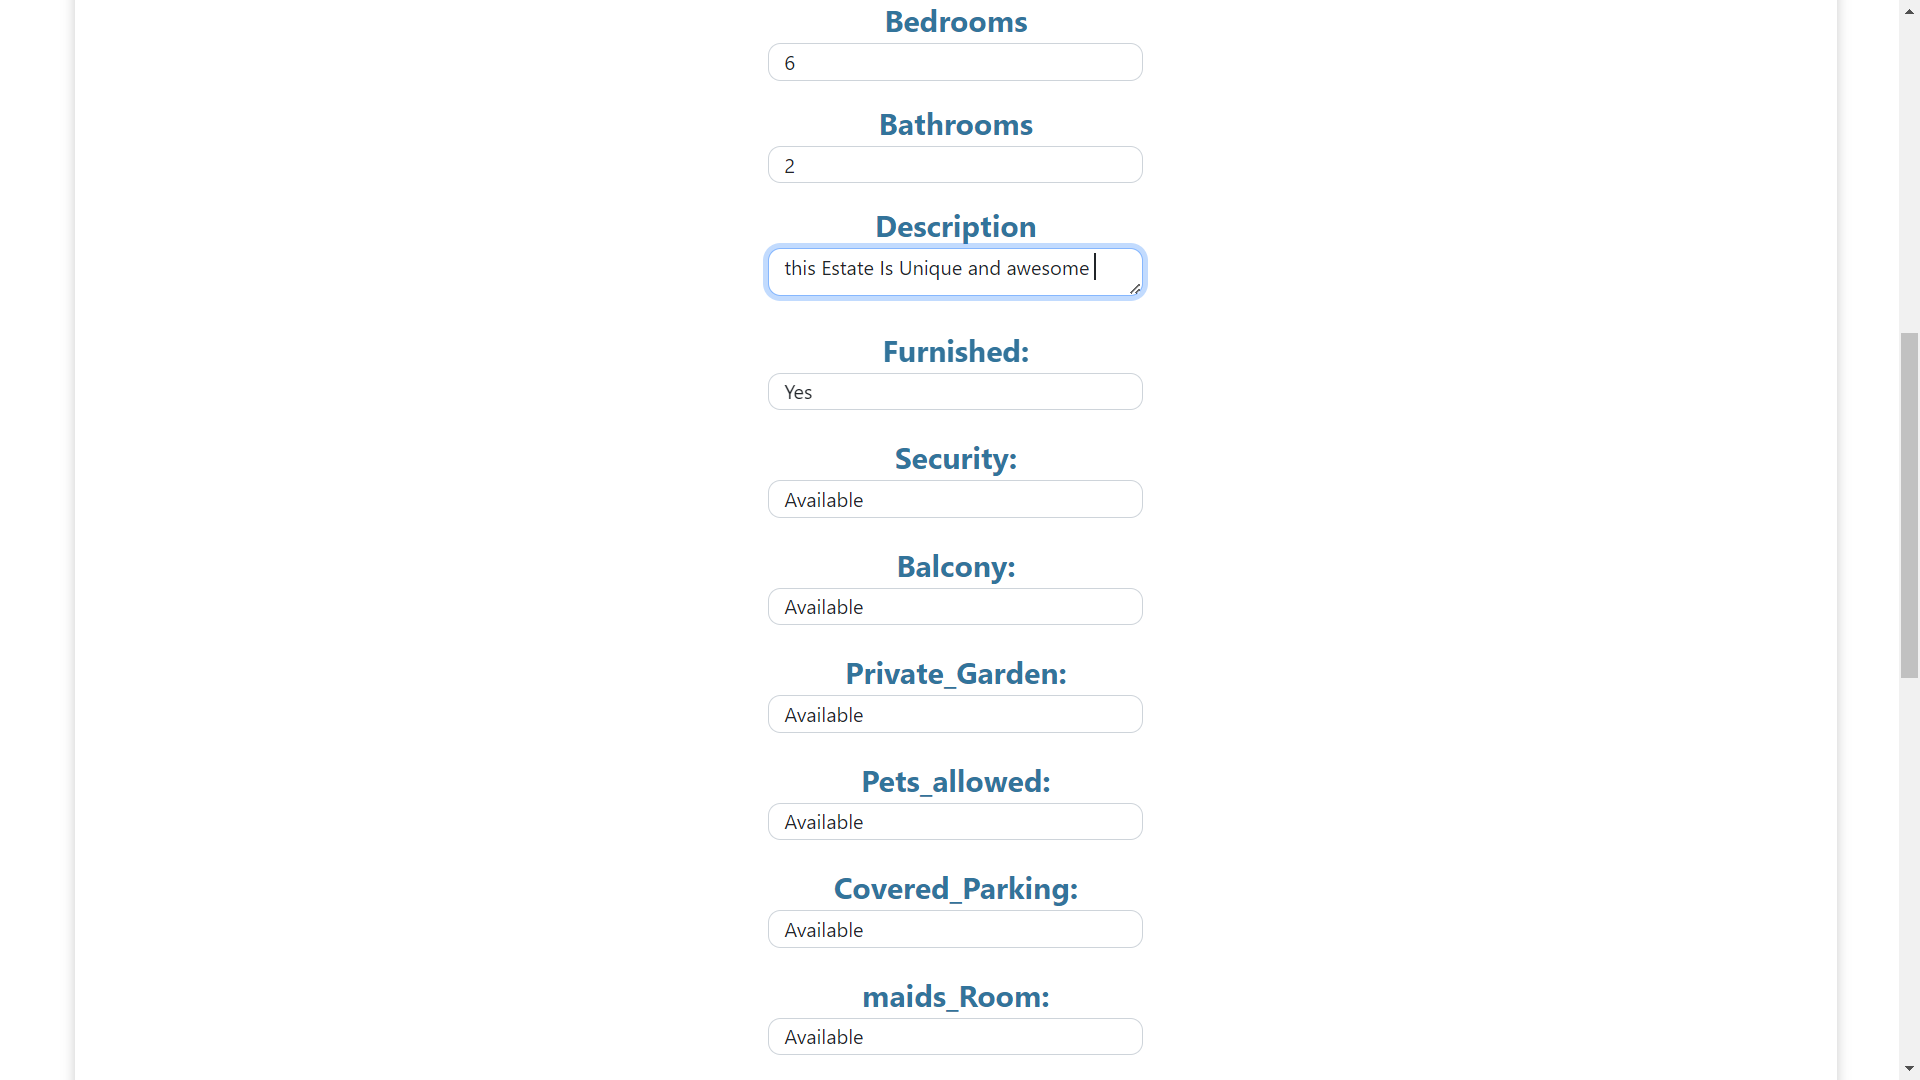 Bedrooms
6
Bathrooms
2
Description
this Estate Is Unique and awesome
Furnished:
Yes
Security:
Available
Balcony:
Available
Private_Garden:
Available
Pets_allowed:
Available
Covered_Parking:
Available
maids_Room:
Available